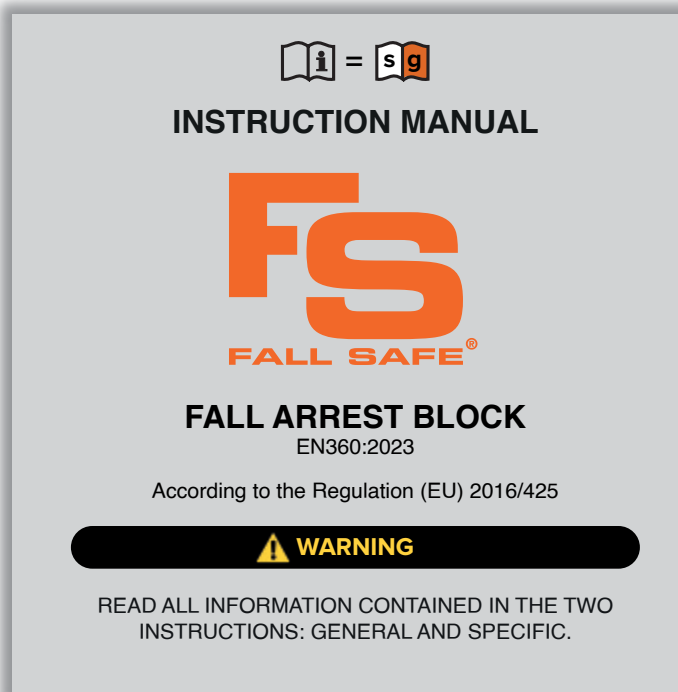 i = s g
INSTRUCTION MANUAL
FS
FALL SAFE®
FALL ARREST BLOCK
EN360:2023
According to the Regulation (EU) 2016/425
WARNING
READ ALL INFORMATION CONTAINED IN THE TWO
INSTRUCTIONS: GENERAL AND SPECIFIC.